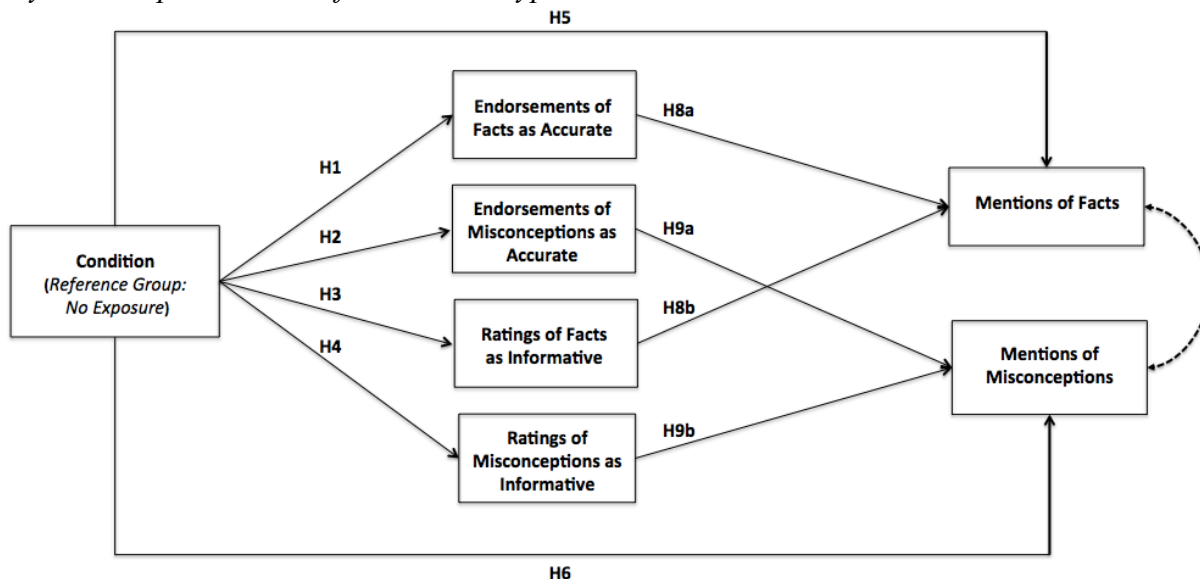 H5
Endorsements of
Facts as Accurate
H8a
H1
Mentions of Facts
Endorsements of
Misconceptions as
Accurate
H9a
H2
Condition
(Reference Group:
No Exposure)
H3
Ratings of Facts
as Informative
H8b
H4
Mentions of
Misconceptions
Ratings of
Misconceptions as
Informative
H9b
H6